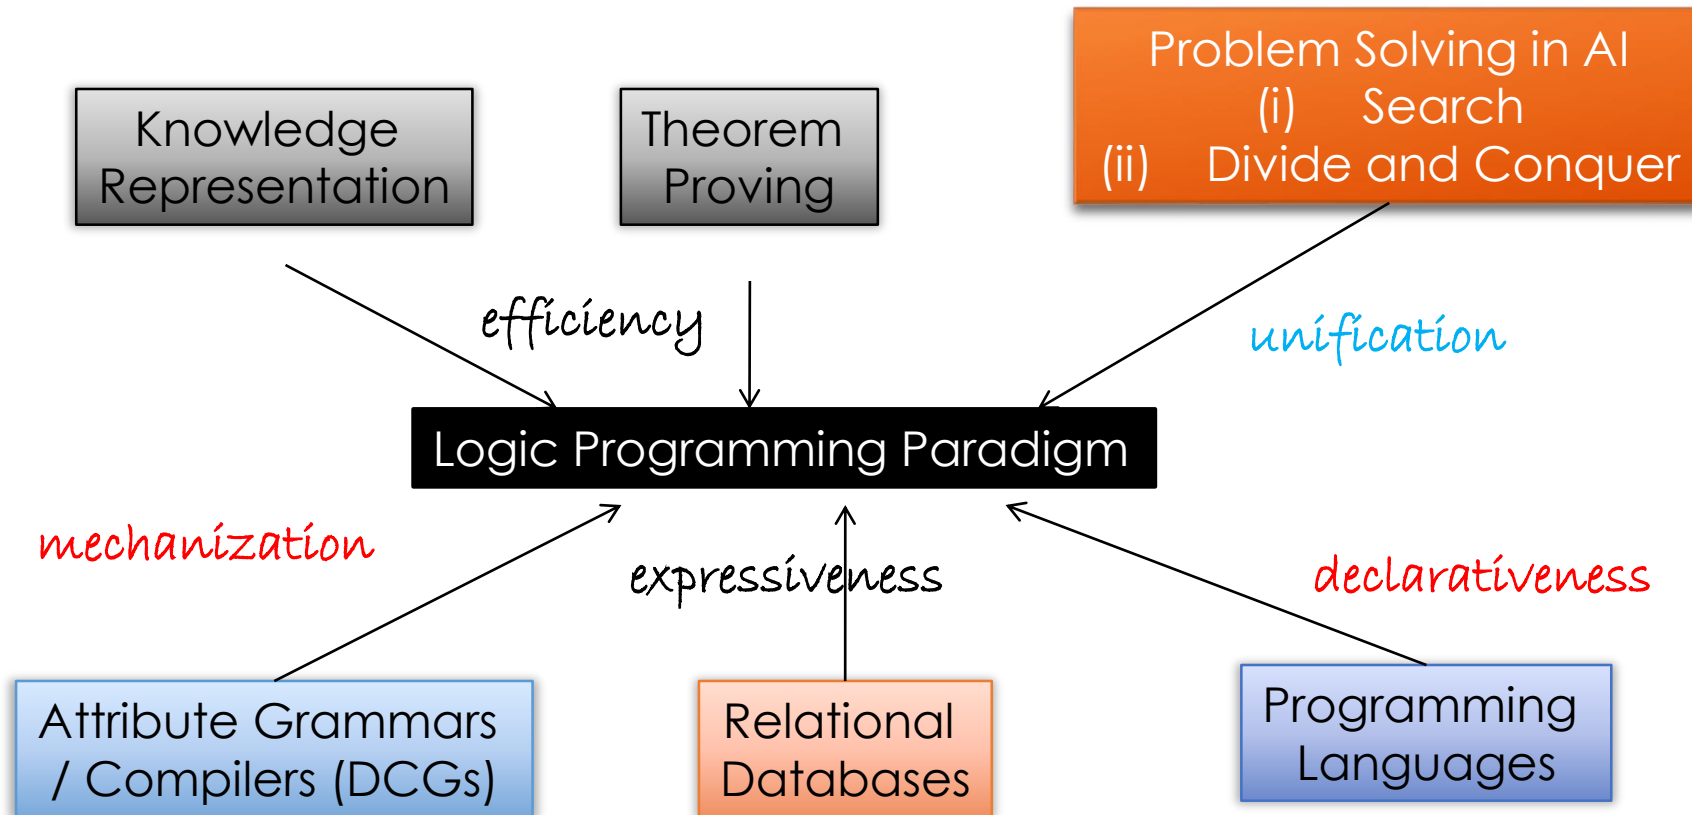 Knowledge
Representation
Theorem
Proving
Problem Solving in AI
(i) Search
(ii) Divide and Conquer
efficiency
unification
Logic Programming Paradigm
mechanization
expressiveness
declarativeness
Attribute Grammars
/ Compilers (DCGs)
Relational
Databases
Programming
Languages